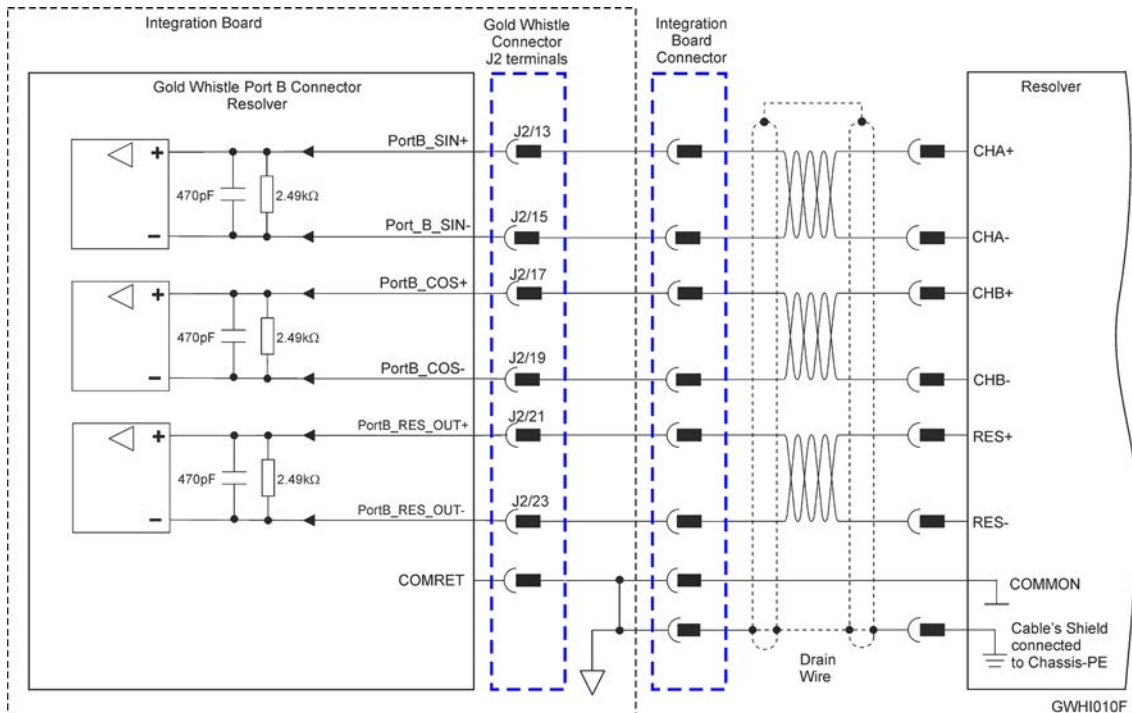 Integration Board
Gold Whistle
Connector
J2 terminals
Integration
Board
Connector
Gold Whistle Port B Connector
Resolver
Resolver
PortB_SIN+
J2/13
CHA+
+
470pF
2.49kΩ
–
Port_B_SIN-
J2/15
CHA-
PortB_COS+
J2/17
CHB+
+
470pF
2.49kΩ
–
PortB_COS-
J2/19
CHB-
PortB_RES_OUT+
J2/21
RES+
+
470pF
2.49kΩ
–
PortB_RES_OUT-
J2/23
RES-
COMRET
COMMON
Cable's Shield
connected
to Chassis-PE
Drain
Wire
GWHI010F